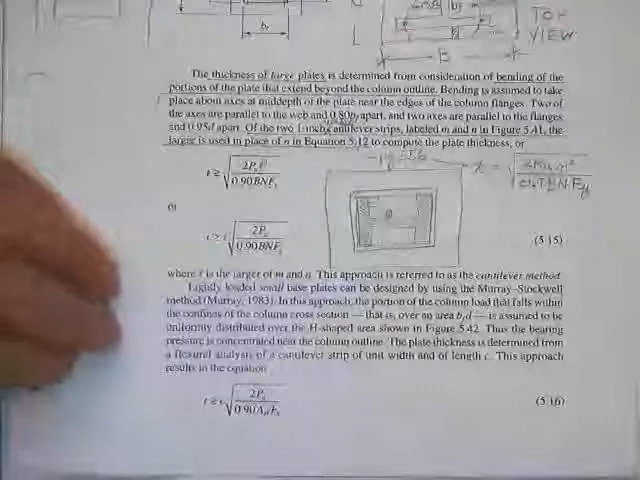 TOP
VIEW
B
The thickness of large plates is determined from consideration of bending of the
portions of the plate that extend beyond the column outline. Bending is assumed to take
place about axes at middepth of the plate near the edges of the column flanges. Two of
the axes are parallel to the web and 0.80b apart, and two axes are parallel to the flanges
and 0.95d apart. Of the two 1-inch cantilever strips, labeled m and n in Figure 5.41, the
larger is used in place of n in Equation 5.12 to compute the plate thickness, or
or
(5.15)
where ℓ is the larger of m and n. This approach is referred to as the cantilever method.
Lightly loaded small base plates can be designed by using the Murray–Stockwell
method (Murray, 1983). In this approach, the portion of the column load that falls within
the confines of the column cross section — that is, over an area b d — is assumed to be
uniformly distributed over the H-shaped area shown in Figure 5.42. Thus the bearing
pressure is concentrated near the column outline. The plate thickness is determined from
a flexural analysis of a cantilever strip of unit width and of length c. This approach
results in the equation
(5.16)